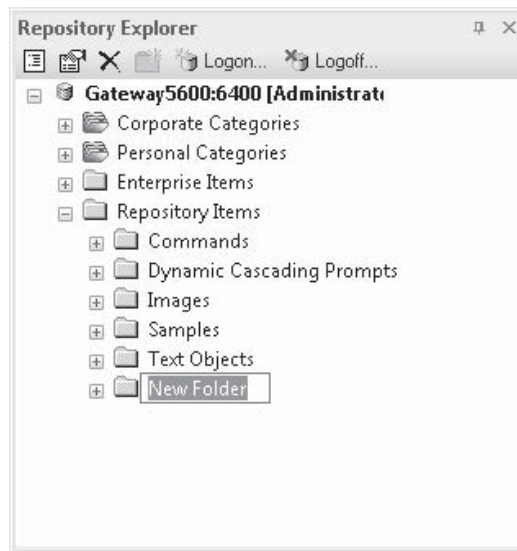 Repository Explorer
Logon... Logoff...
Gateway5600:6400 [Administrat
Corporate Categories
Personal Categories
Enterprise Items
Repository Items
Commands
Dynamic Cascading Prompts
Images
Samples
Text Objects
New Folder